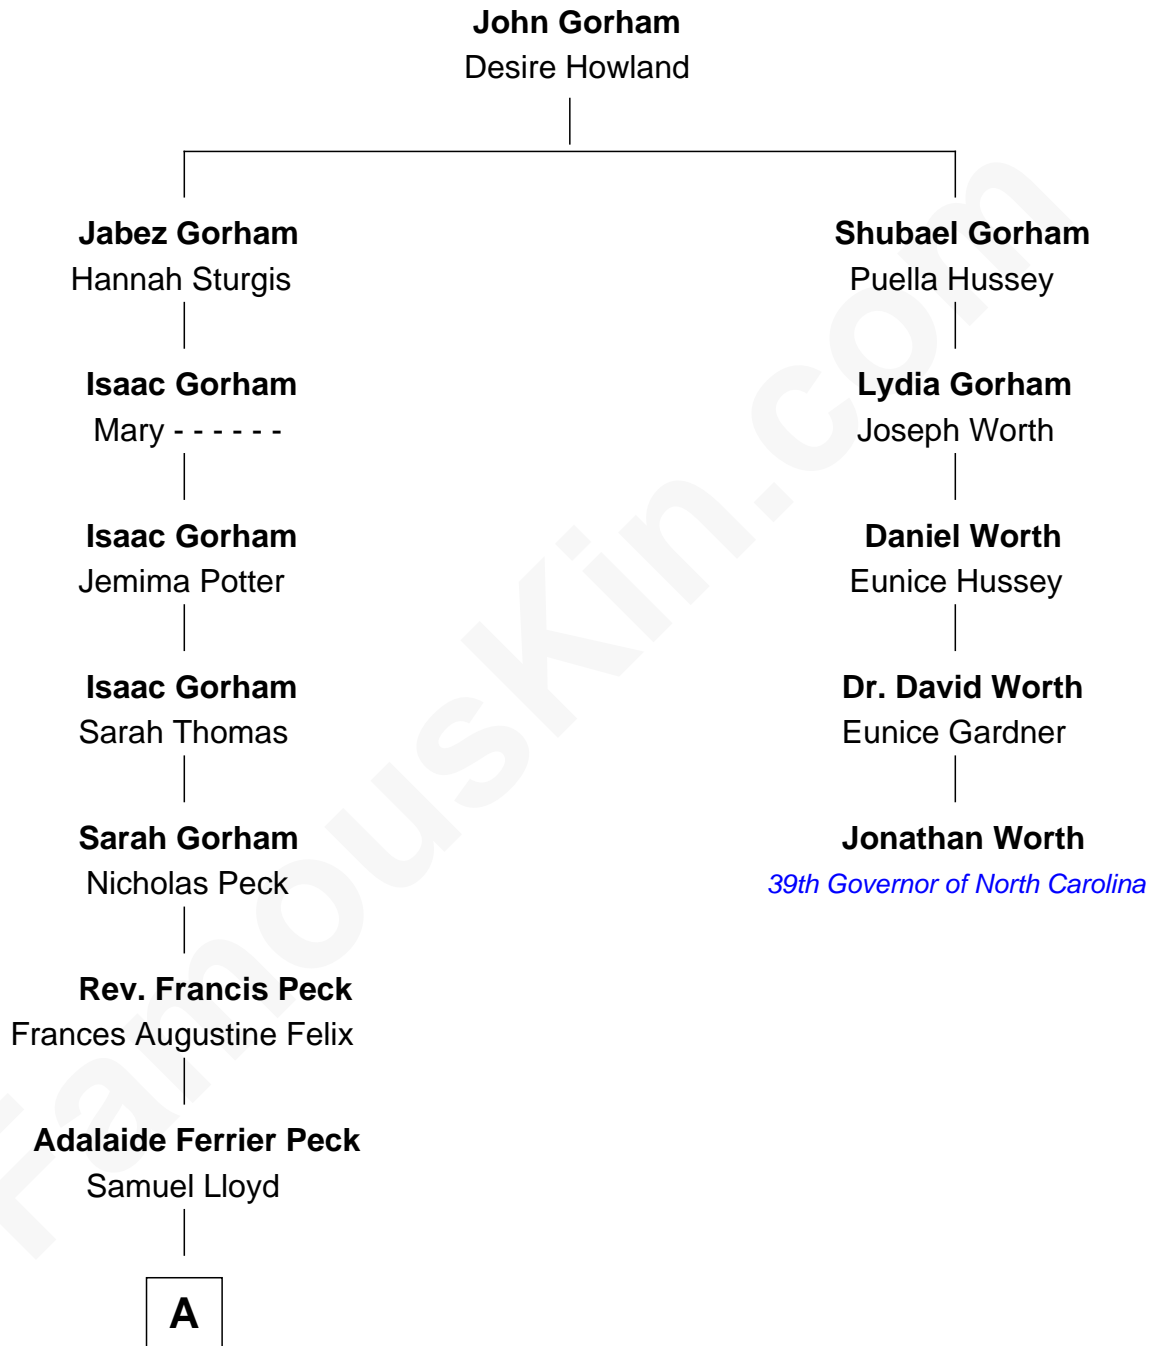 John Gorham
Desire Howland
Jabez Gorham
Hannah Sturgis
Shubael Gorham
Puella Hussey
Isaac Gorham
Mary - - - - - -
Lydia Gorham
Joseph Worth
Isaac Gorham
Jemima Potter
Daniel Worth
Eunice Hussey
Isaac Gorham
Sarah Thomas
Dr. David Worth
Eunice Gardner
Sarah Gorham
Nicholas Peck
Jonathan Worth
39th Governor of North Carolina
Rev. Francis Peck
Frances Augustine Felix
Adalaide Ferrier Peck
Samuel Lloyd
A
FamousKin.com